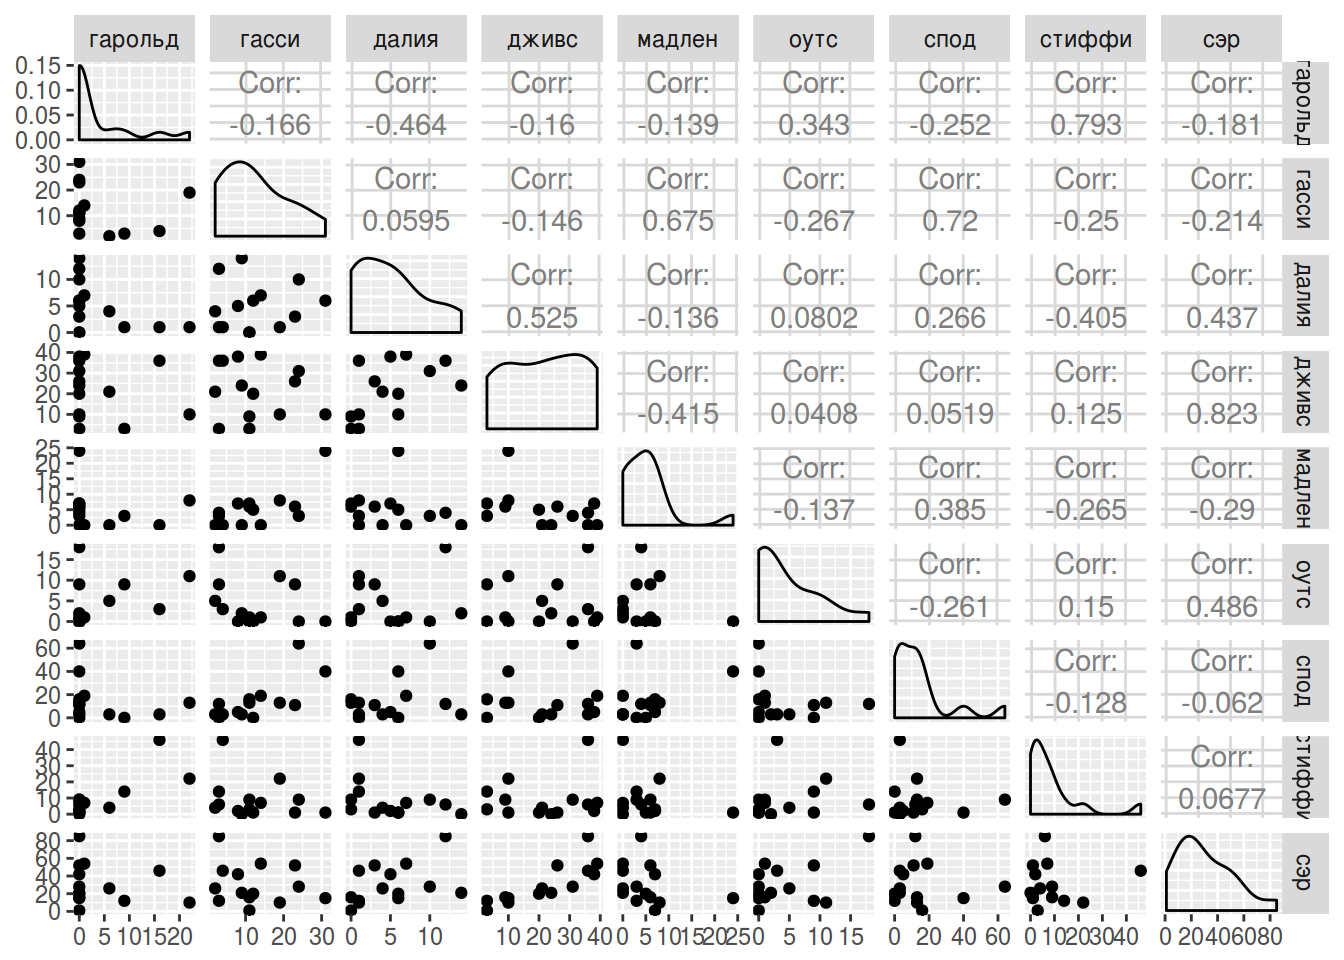 гарольд гасси далия дживс мадлен оутс спод стиффи сэр
0.15 0.10 0.05 0.00 Corr: -0.166 Corr: -0.464 Corr: -0.16 Corr: -0.139 Corr: 0.343 Corr: -0.252 Corr: 0.793 Corr: -0.181 гарольд
30 20 10 Corr: 0.0595 Corr: -0.146 Corr: 0.675 Corr: -0.267 Corr: 0.72 Corr: -0.25 Corr: -0.214 гасси
10 5 0 Corr: 0.525 Corr: -0.136 Corr: 0.0802 Corr: 0.266 Corr: -0.405 Corr: 0.437 далия
40 30 20 10 Corr: -0.415 Corr: 0.0408 Corr: 0.0519 Corr: 0.125 Corr: 0.823 дживс
25 20 15 10 5 0 Corr: -0.137 Corr: 0.385 Corr: -0.265 Corr: -0.29 мадлен
15 10 5 0 Corr: -0.261 Corr: 0.15 Corr: 0.486 оутс
60 40 20 0 Corr: -0.128 Corr: -0.062 спод
40 30 20 10 0 Corr: 0.0677 стиффи
80 60 40 20 0 сэр
0 5 10 15 20 10 20 30 0 5 10 10 20 30 40 0 5 10 15 20 25 0 5 10 15 0 20 40 60 0 10 20 30 40 0 20 40 60 80